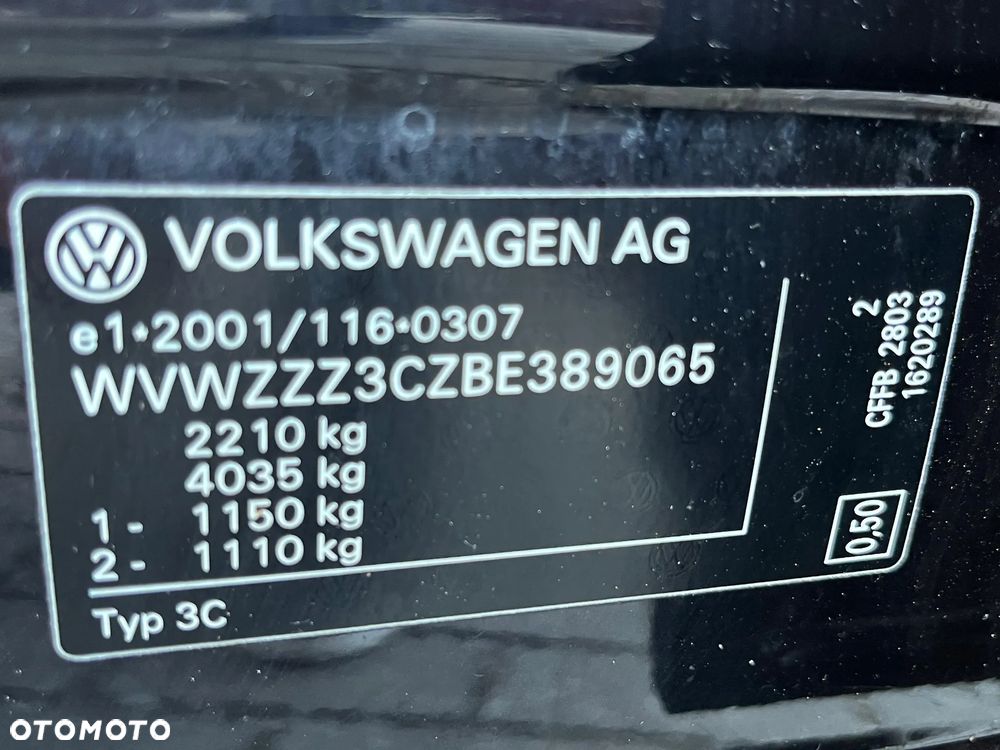 VOLKSWAGEN AG
e1*2001/116*0307
WVWZZZ3CZBE389065
2210 kg
4035 kg
1 - 1150 kg
2 - 1110 kg
Typ 3C
2
CFFB 2803
1620289
0,50
OTOMOTO